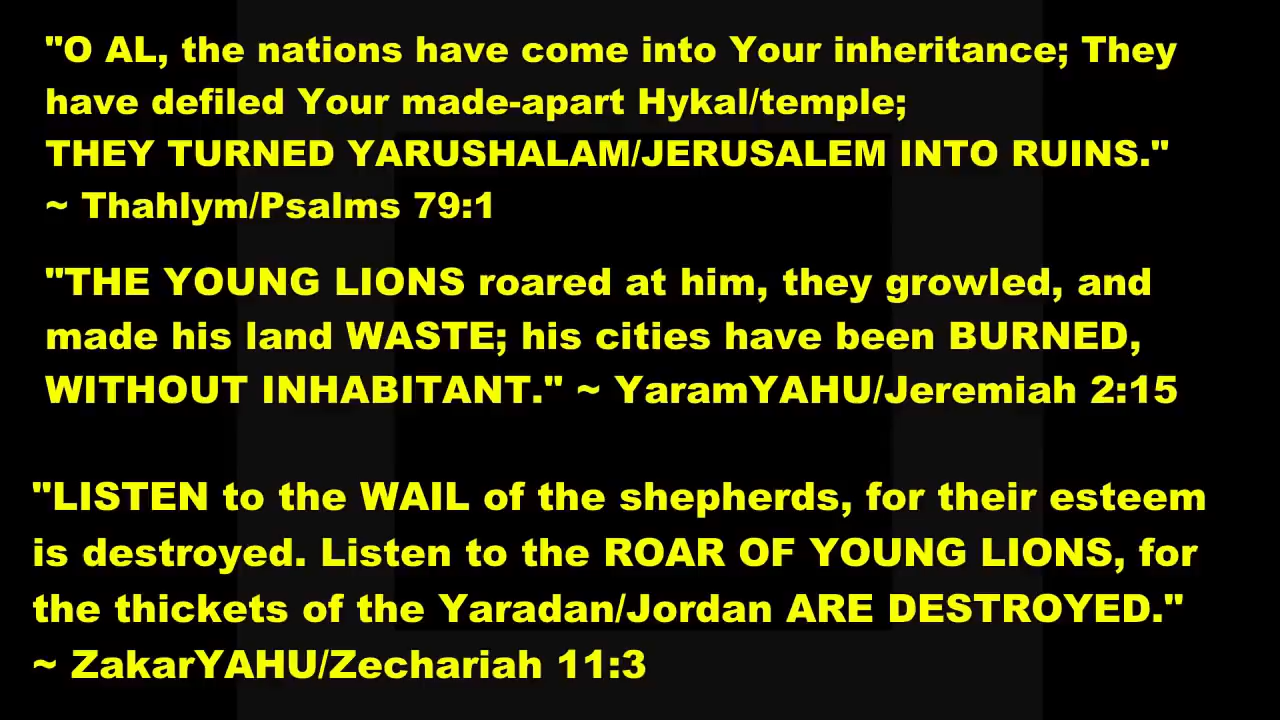 "O AL, the nations have come into Your inheritance; They
have defiled Your made-apart Hykal/temple;
THEY TURNED YARUSHALAM/JERUSALEM INTO RUINS."
~ Thahlym/Psalms 79:1
"THE YOUNG LIONS roared at him, they growled, and
made his land WASTE; his cities have been BURNED,
WITHOUT INHABITANT." ~ YaramYAHU/Jeremiah 2:15
"LISTEN to the WAIL of the shepherds, for their esteem
is destroyed. Listen to the ROAR OF YOUNG LIONS, for
the thickets of the Yaradan/Jordan ARE DESTROYED."
~ ZakarYAHU/Zechariah 11:3